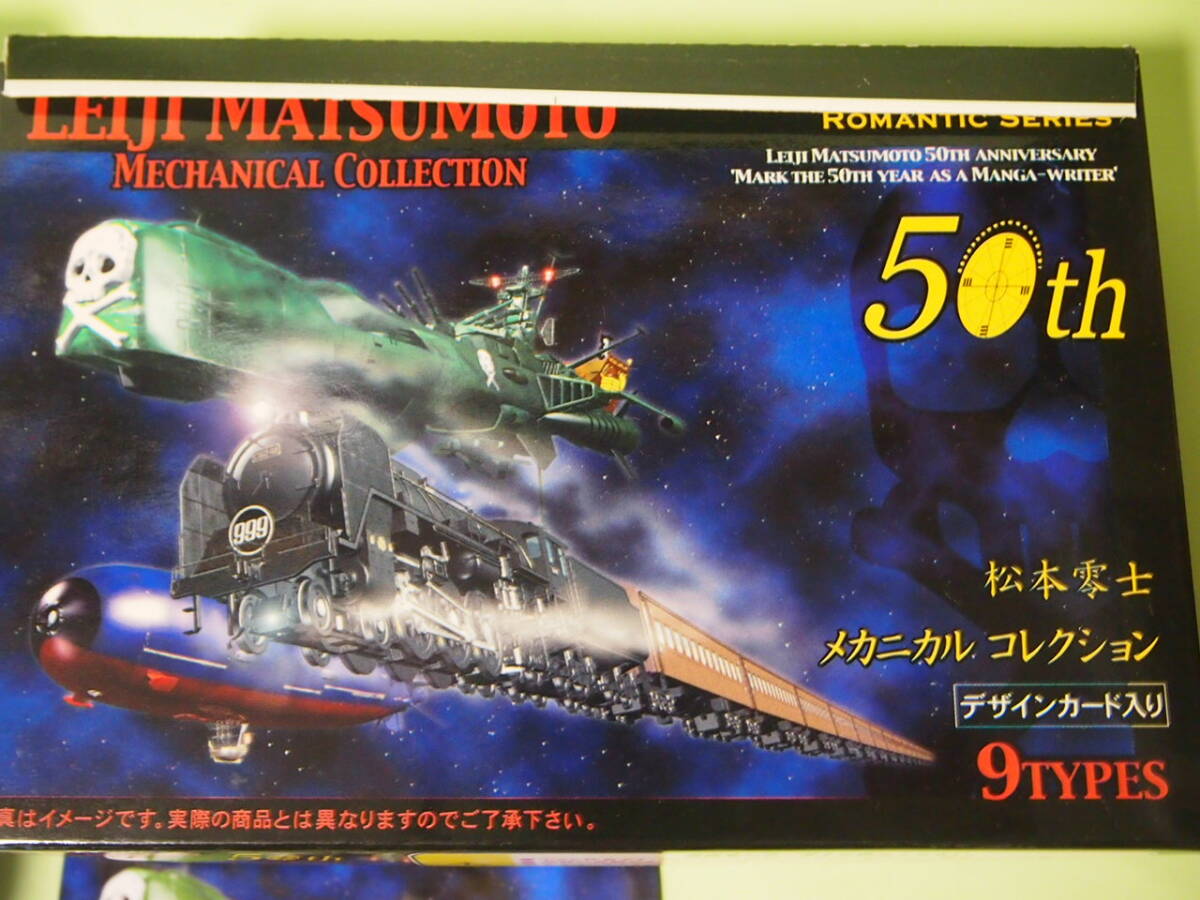 LEIJI MATSUMOTO
MECHANICAL COLLECTION
ROMANTIC SERIES
LEIJI MATSUMOTO 50TH ANNIVERSARY
'MARK THE 50TH YEAR AS A MANGA-WRITER'
50th
999
松本零士
メカニカル コレクション
デザインカード入り
9TYPES
真はイメージです。実際の商品とは異なりますのでご了承下さい。
50th